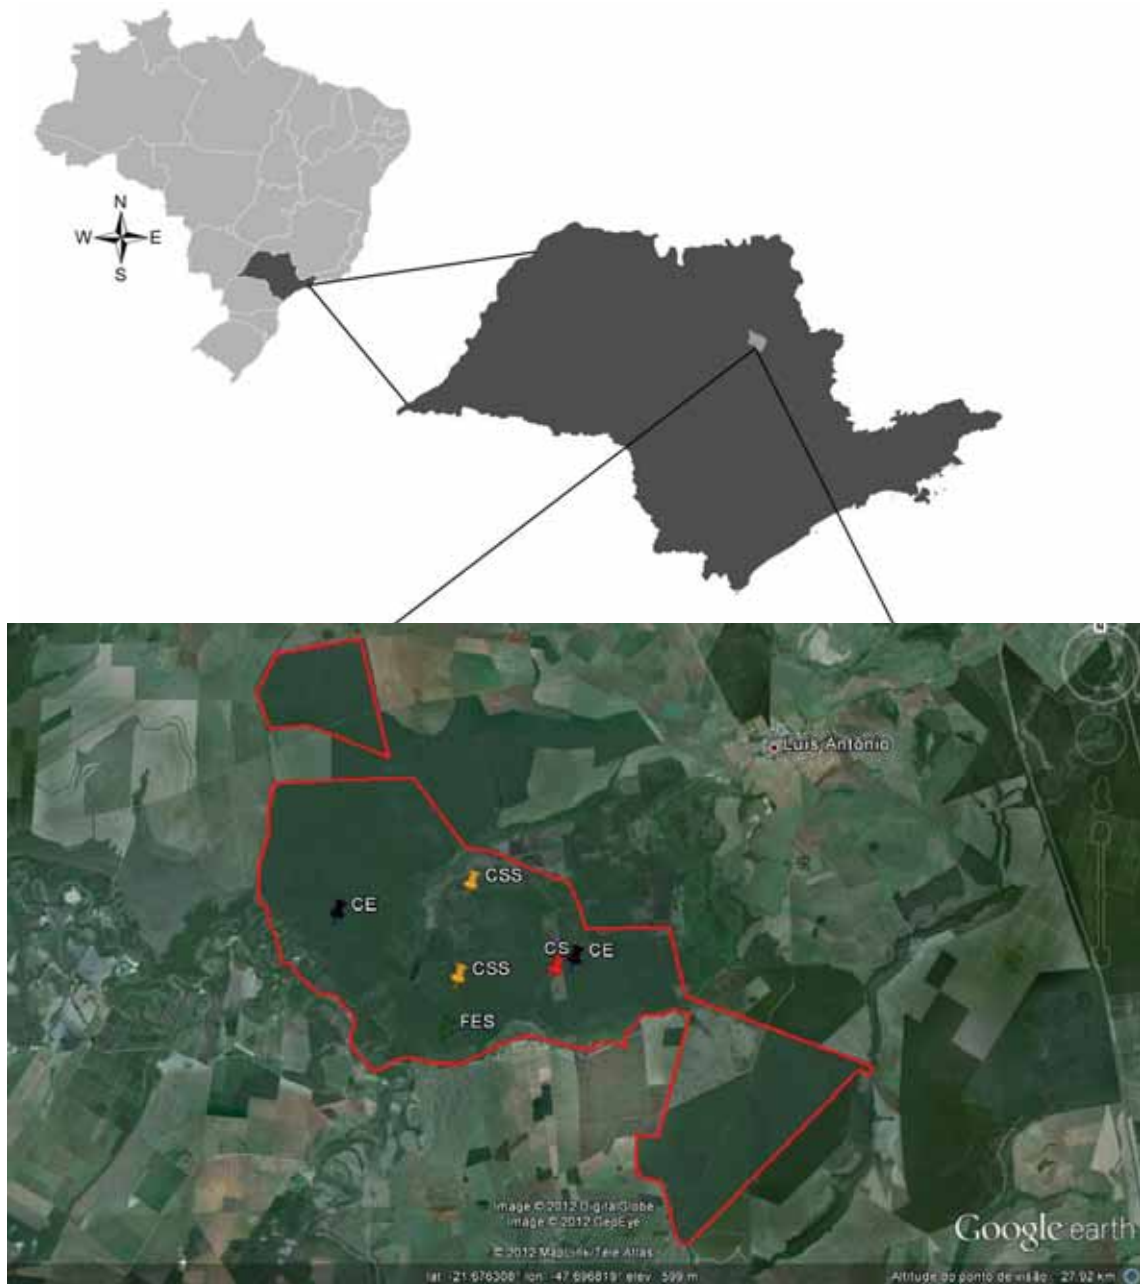 N
W E
S
N
Luís Antônio
CSS
CE
CS CE
CSS
FES
Image © 2012 DigitalGlobe
Image © 2012 GeoEye
© 2012 MapLink/Tele Atlas
Google earth
lat -21.676308° lon -47.696819° elev 599 m
Altitude do ponto de visão 27.92 km